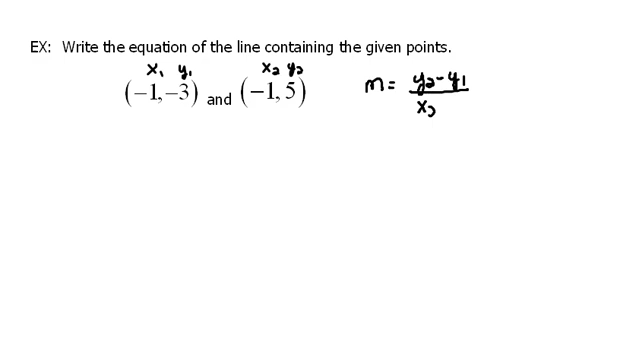 EX: Write the equation of the line containing the given points.
x₁ y₁ x₂ y₂
(−1, −3) and (−1, 5) m = y₂ − y₁
x₂